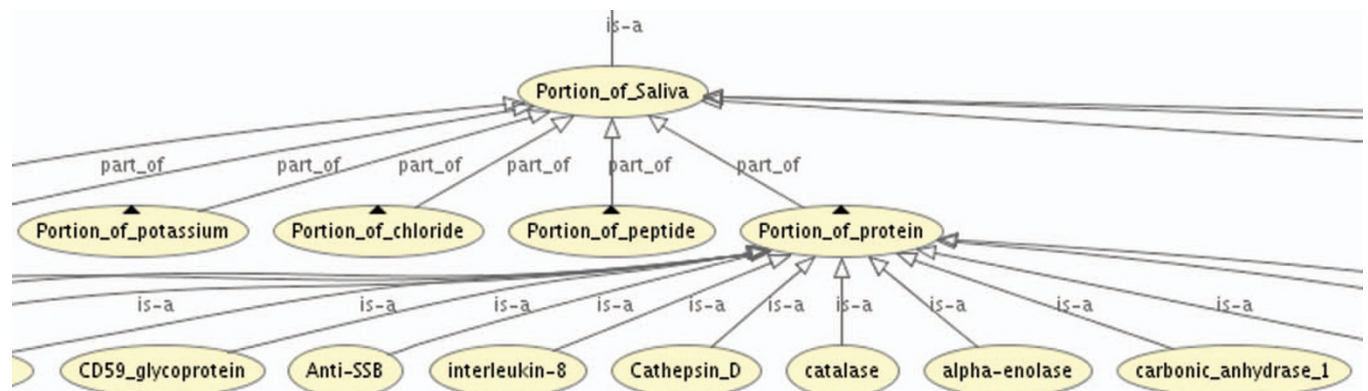 is-a
Portion_of_Saliva
part_of part_of part_of part_of part_of part_of
Portion_of_potassium Portion_of_chloride Portion_of_peptide Portion_of_protein
is-a is-a is-a is-a is-a is-a is-a is-a is-a
CD59_glycoprotein Anti-SSB interleukin-8 Cathepsin_D catalase alpha-enolase carbonic_anhydrase_1